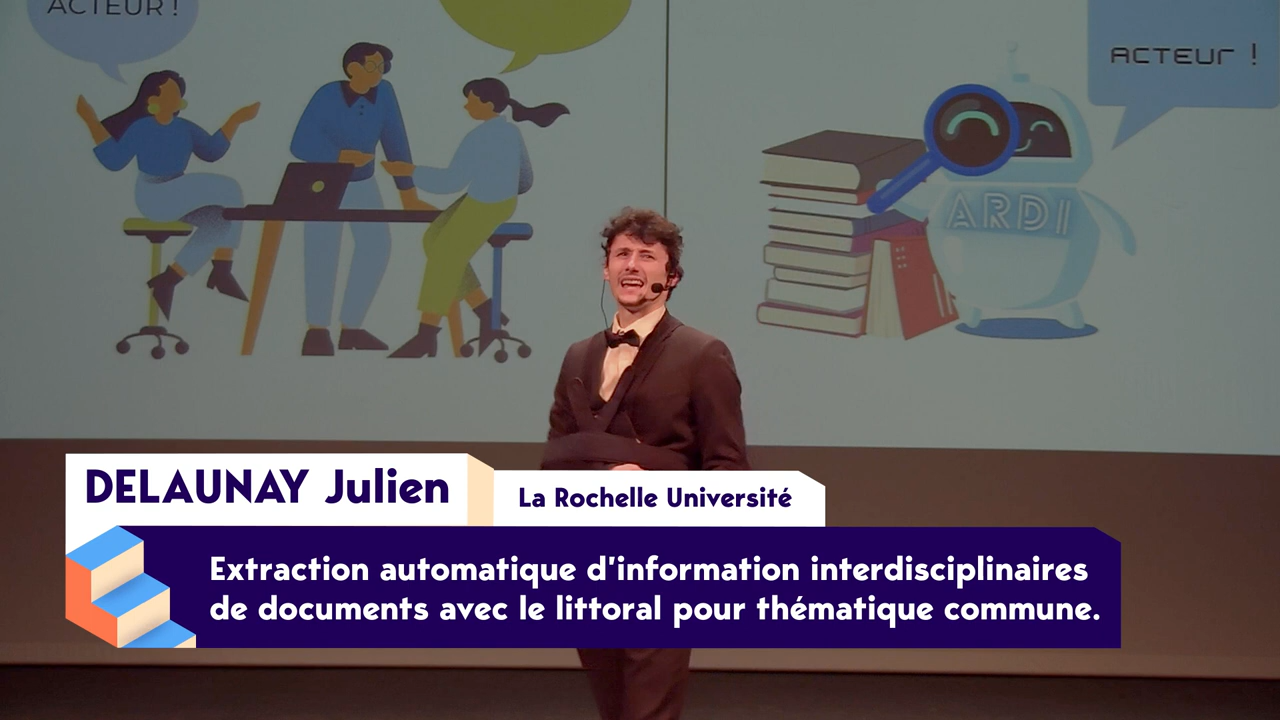 ACTEUR !
ACTEUR !
ARDI
DELAUNAY Julien
La Rochelle Université
Extraction automatique d'information interdisciplinaires
de documents avec le littoral pour thématique commune.